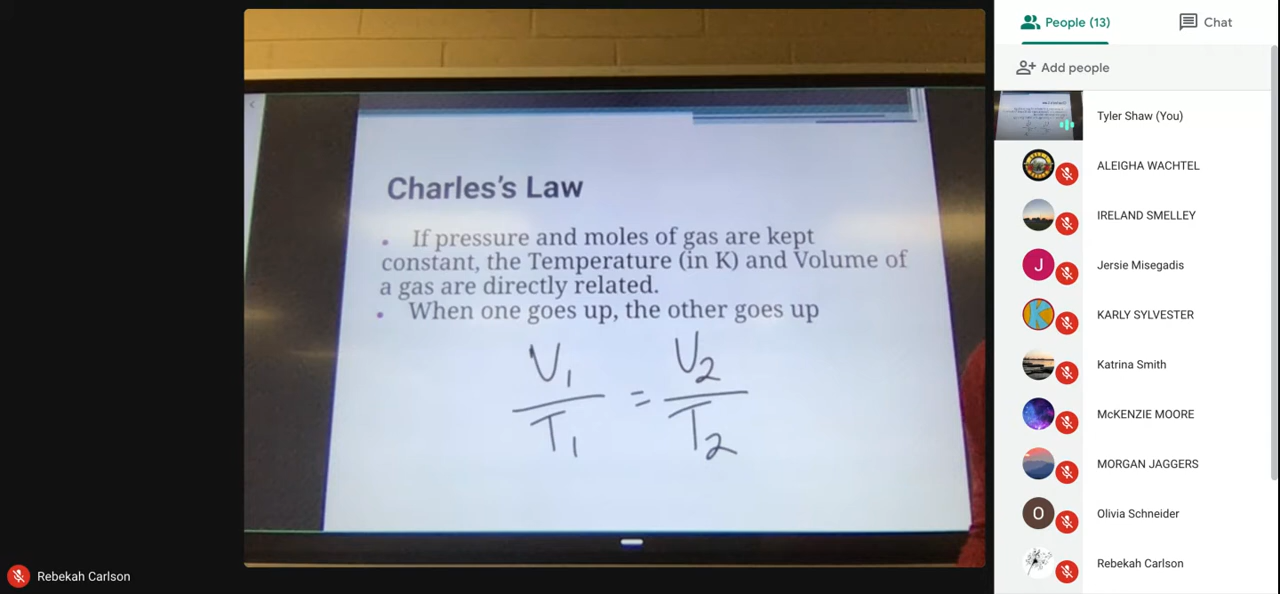 Charles's Law
• If pressure and moles of gas are kept
constant, the Temperature (in K) and Volume of
a gas are directly related.
• When one goes up, the other goes up
V₁ = V₂
T₁   T₂
Rebekah Carlson
People (13)
Chat
Add people
Tyler Shaw (You)
ALEIGHA WACHTEL
IRELAND SMELLEY
J
Jersie Misegadis
K
KARLY SYLVESTER
Katrina Smith
McKENZIE MOORE
MORGAN JAGGERS
O
Olivia Schneider
Rebekah Carlson